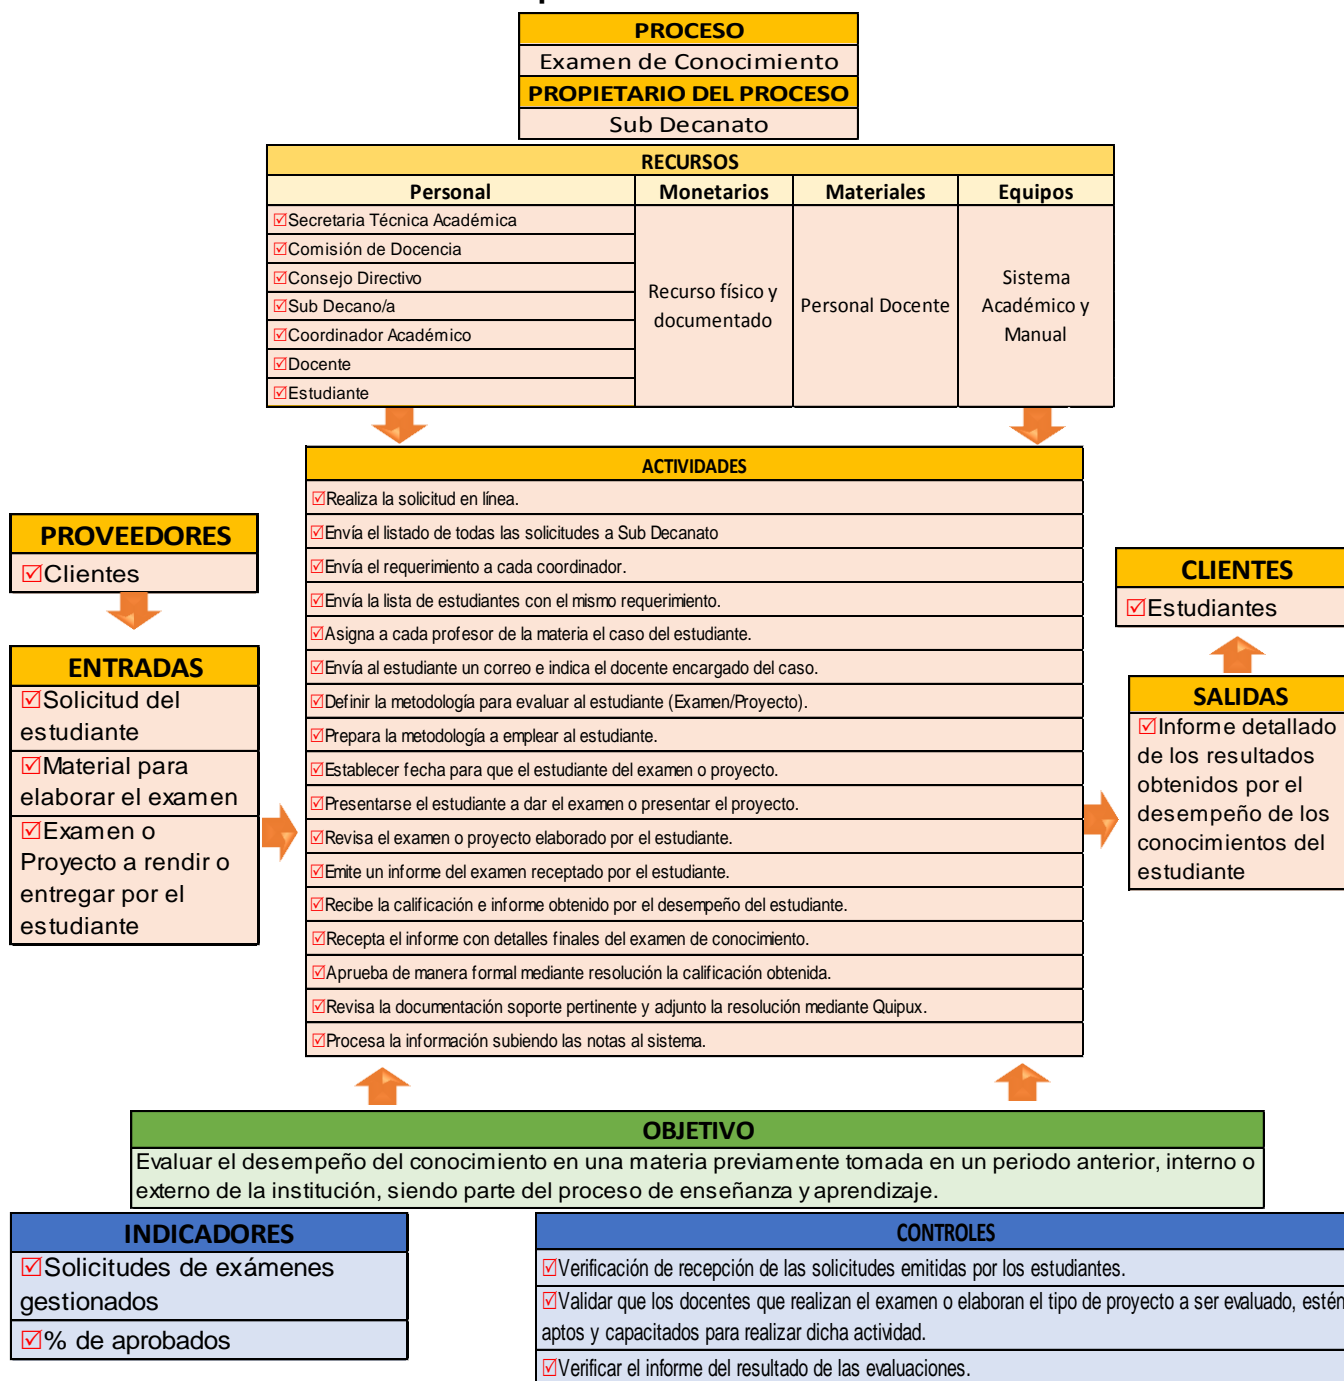 PROCESO
Examen de Conocimiento
PROPIETARIO DEL PROCESO
Sub Decanato
RECURSOS
Personal Monetarios Materiales Equipos
☑Secretaria Técnica Académica
☑Comisión de Docencia
☑Consejo Directivo
☑Sub Decano/a
☑Coordinador Académico
☑Docente
☑Estudiante
Recurso físico y
documentado
Personal Docente
Sistema
Académico y
Manual
ACTIVIDADES
☑Realiza la solicitud en línea.
☑Envía el listado de todas las solicitudes a Sub Decanato
☑Envía el requerimiento a cada coordinador.
☑Envía la lista de estudiantes con el mismo requerimiento.
☑Asigna a cada profesor de la materia el caso del estudiante.
☑Envía al estudiante un correo e indica el docente encargado del caso.
☑Definir la metodología para evaluar al estudiante (Examen/Proyecto).
☑Prepara la metodología a emplear al estudiante.
☑Establecer fecha para que el estudiante del examen o proyecto.
☑Presentarse el estudiante a dar el examen o presentar el proyecto.
☑Revisa el examen o proyecto elaborado por el estudiante.
☑Emite un informe del examen receptado por el estudiante.
☑Recibe la calificación e informe obtenido por el desempeño del estudiante.
☑Recepta el informe con detalles finales del examen de conocimiento.
☑Aprueba de manera formal mediante resolución la calificación obtenida.
☑Revisa la documentación soporte pertinente y adjunto la resolución mediante Quipux.
☑Procesa la información subiendo las notas al sistema.
PROVEEDORES
☑Clientes
ENTRADAS
☑Solicitud del
estudiante
☑Material para
elaborar el examen
☑Examen o
Proyecto a rendir o
entregar por el
estudiante
CLIENTES
☑Estudiantes
SALIDAS
☑Informe detallado
de los resultados
obtenidos por el
desempeño de los
conocimientos del
estudiante
OBJETIVO
Evaluar el desempeño del conocimiento en una materia previamente tomada en un periodo anterior, interno o
externo de la institución, siendo parte del proceso de enseñanza y aprendizaje.
INDICADORES
☑Solicitudes de exámenes
gestionados
☑% de aprobados
CONTROLES
☑Verificación de recepción de las solicitudes emitidas por los estudiantes.
☑Validar que los docentes que realizan el examen o elaboran el tipo de proyecto a ser evaluado, estén
aptos y capacitados para realizar dicha actividad.
☑Verificar el informe del resultado de las evaluaciones.